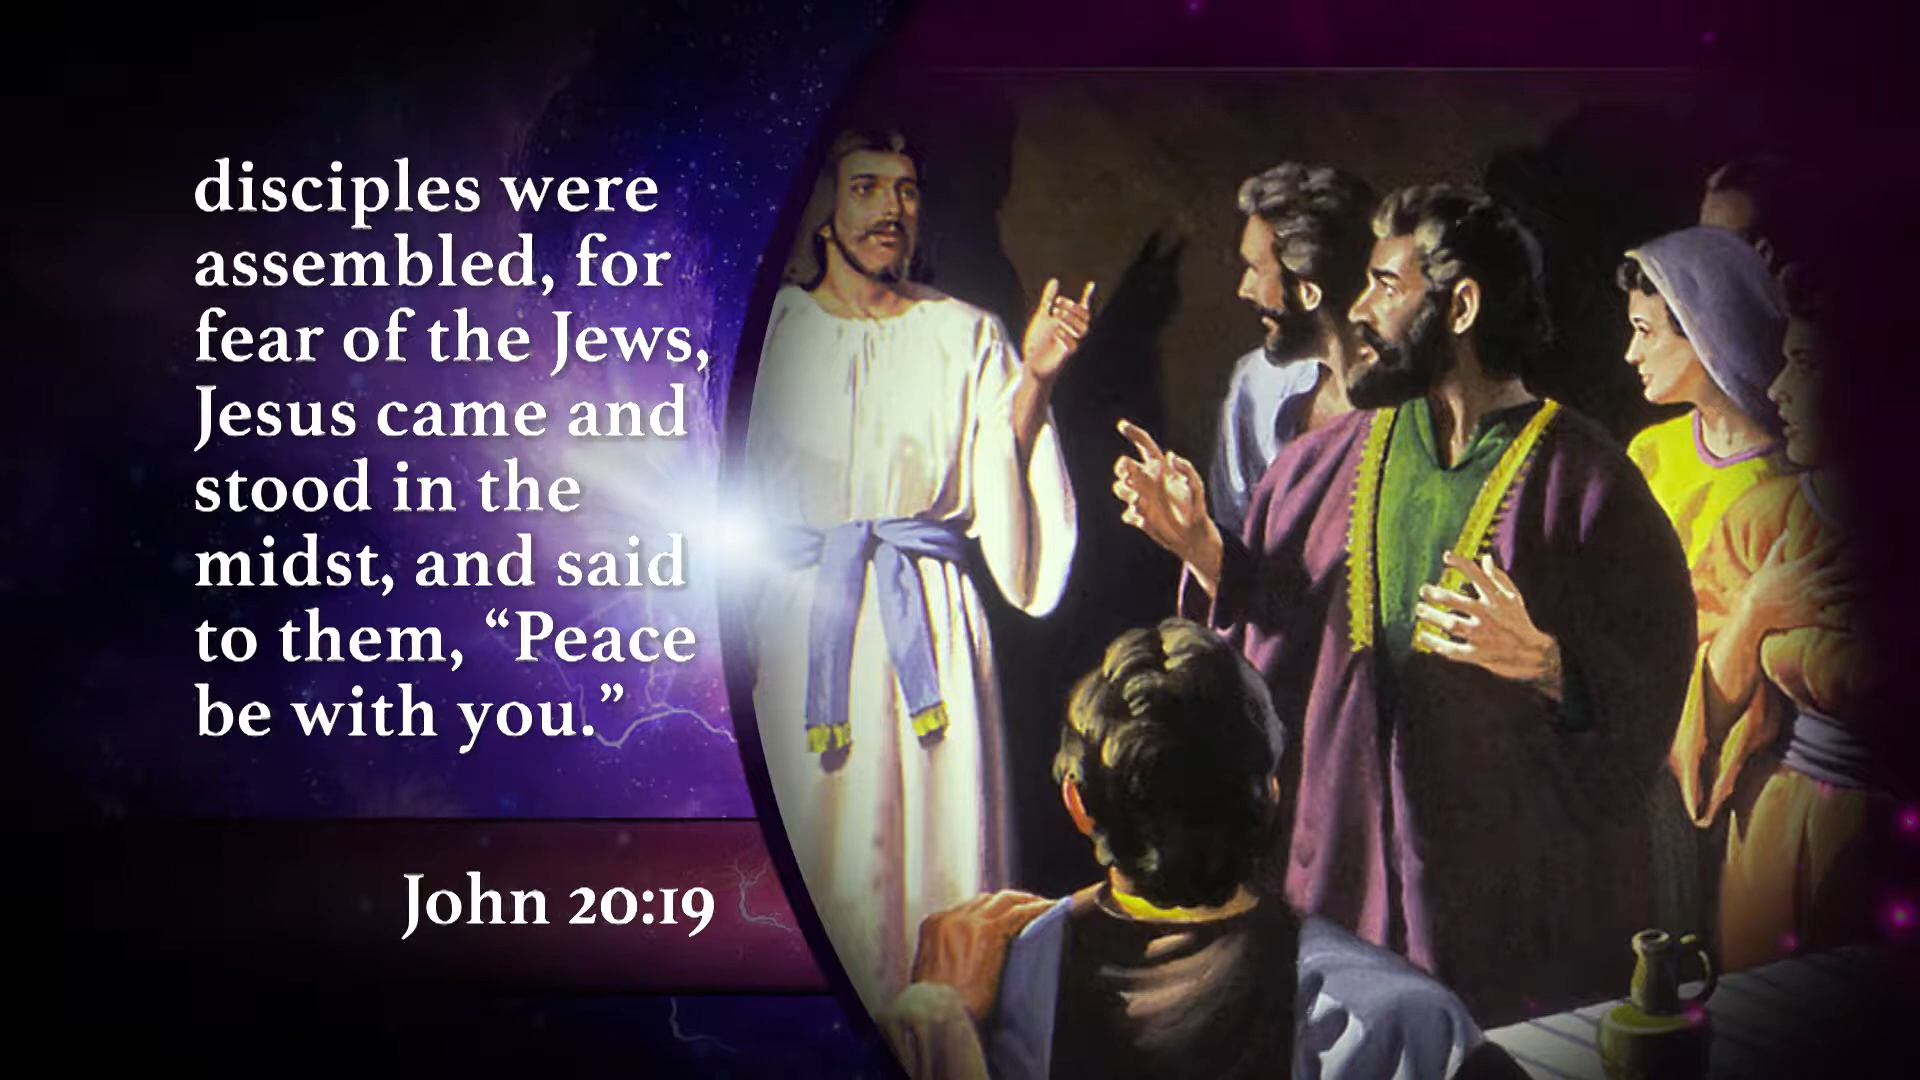 disciples were
assembled, for
fear of the Jews,
Jesus came and
stood in the
midst, and said
to them, “Peace
be with you.”
John 20:19